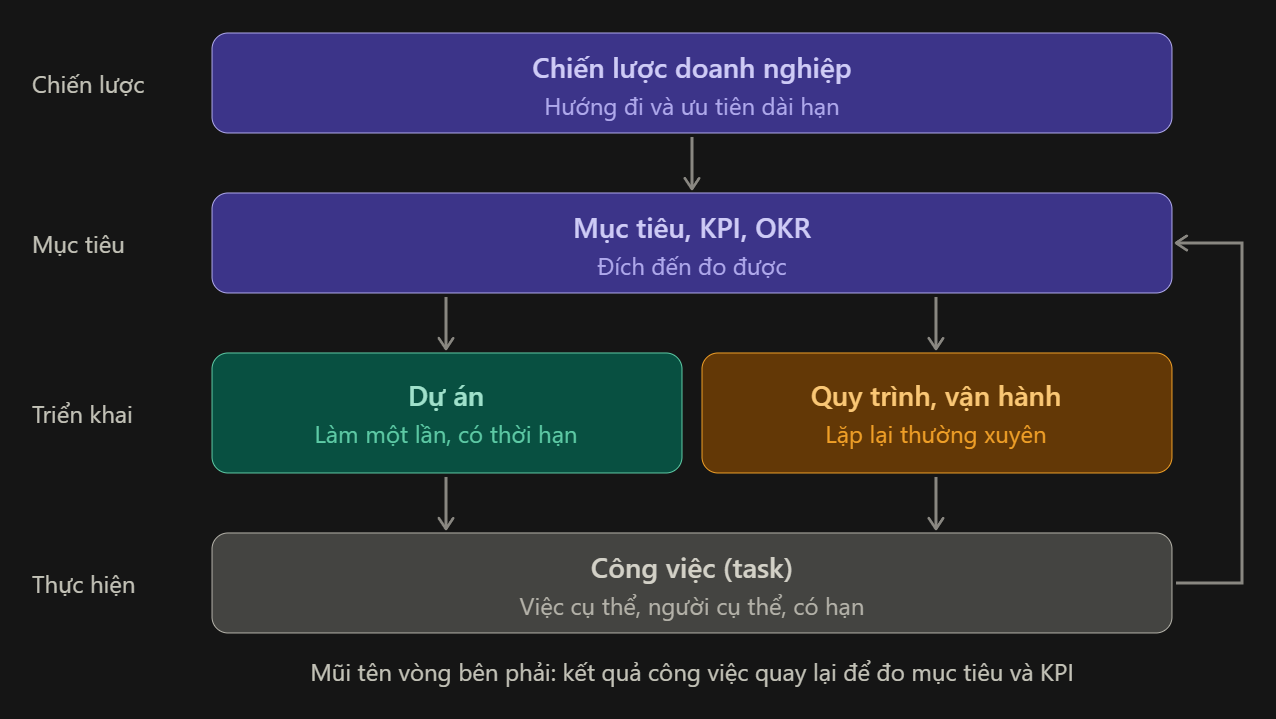 Chiến lược
Chiến lược doanh nghiệp
Hướng đi và ưu tiên dài hạn
Mục tiêu
Mục tiêu, KPI, OKR
Đích đến đo được
Triển khai
Dự án
Làm một lần, có thời hạn
Quy trình, vận hành
Lặp lại thường xuyên
Thực hiện
Công việc (task)
Việc cụ thể, người cụ thể, có hạn
Mũi tên vòng bên phải: kết quả công việc quay lại để đo mục tiêu và KPI